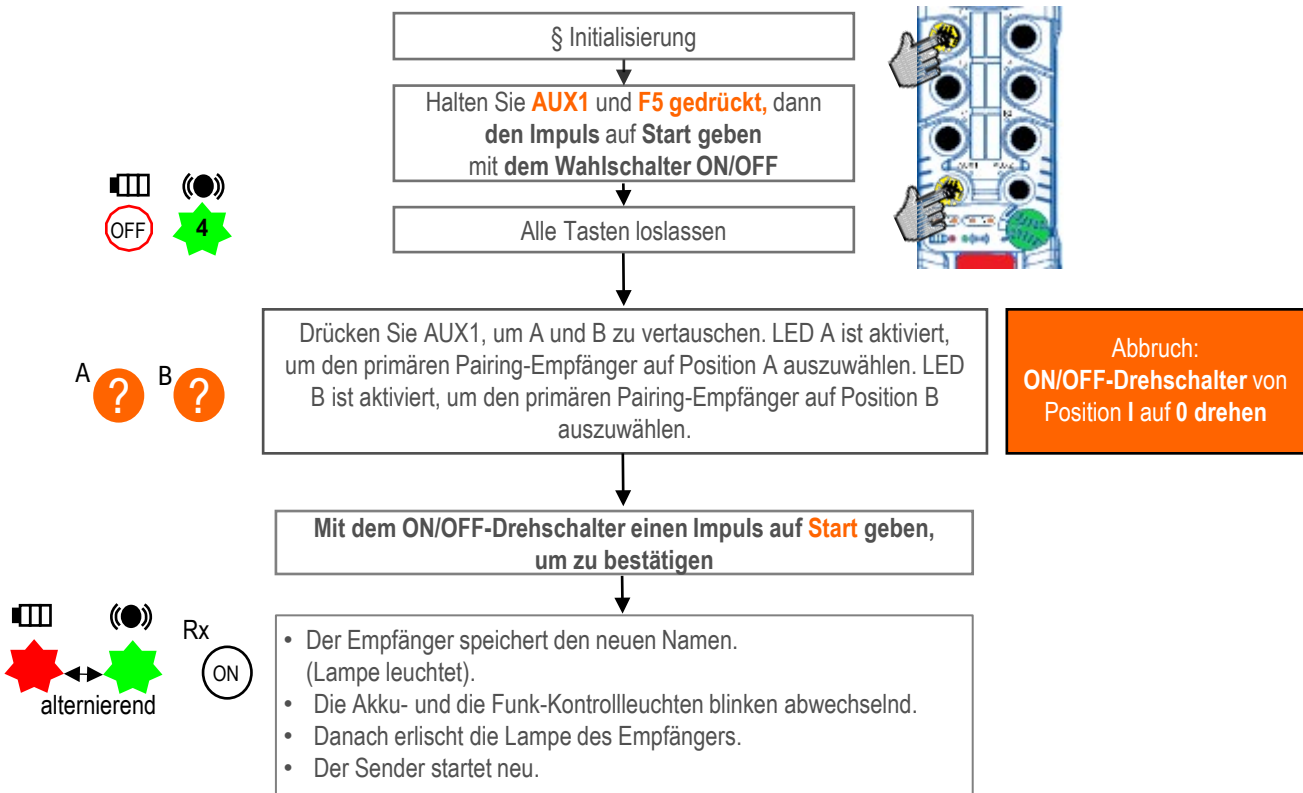 § Initialisierung
Halten Sie AUX1 und F5 gedrückt, dann
den Impuls auf Start geben
mit dem Wahlschalter ON/OFF
OFF
4
Alle Tasten loslassen
A
?
B
?
Drücken Sie AUX1, um A und B zu vertauschen. LED A ist aktiviert,
um den primären Pairing-Empfänger auf Position A auszuwählen. LED
B ist aktiviert, um den primären Pairing-Empfänger auf Position B
auszuwählen.
Abbruch:
ON/OFF-Drehschalter von
Position I auf 0 drehen
Mit dem ON/OFF-Drehschalter einen Impuls auf Start geben,
um zu bestätigen
Rx
ON
alternierend
• Der Empfänger speichert den neuen Namen.
(Lampe leuchtet).
• Die Akku- und die Funk-Kontrollleuchten blinken abwechselnd.
• Danach erlischt die Lampe des Empfängers.
• Der Sender startet neu.